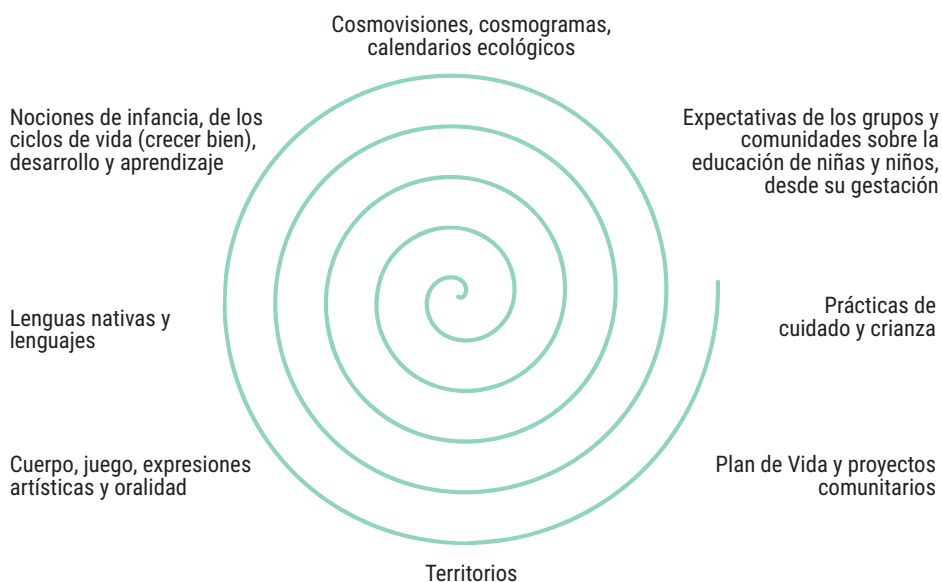 Cosmovisiones, cosmogramas,
calendarios ecológicos
Nociones de infancia, de los
ciclos de vida (crecer bien),
desarrollo y aprendizaje
Expectativas de los grupos y
comunidades sobre la
educación de niñas y niños,
desde su gestación
Lenguas nativas y
lenguajes
Prácticas de
cuidado y crianza
Cuerpo, juego, expresiones
artísticas y oralidad
Plan de Vida y proyectos
comunitarios
Territorios